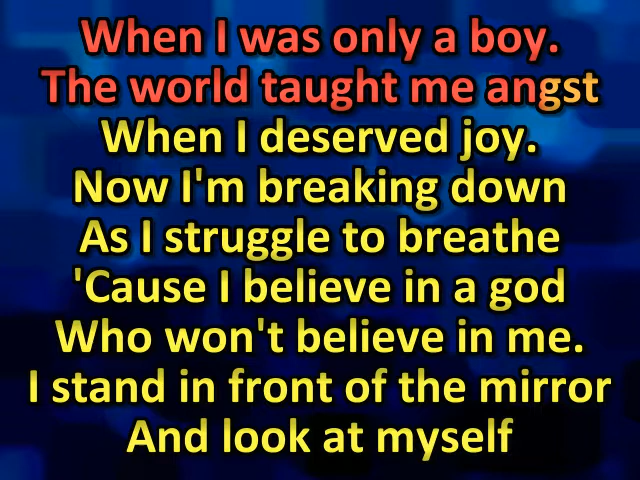 When I was only a boy.
The world taught me angst
When I deserved joy.
Now I'm breaking down
As I struggle to breathe
'Cause I believe in a god
Who won't believe in me.
I stand in front of the mirror
And look at myself